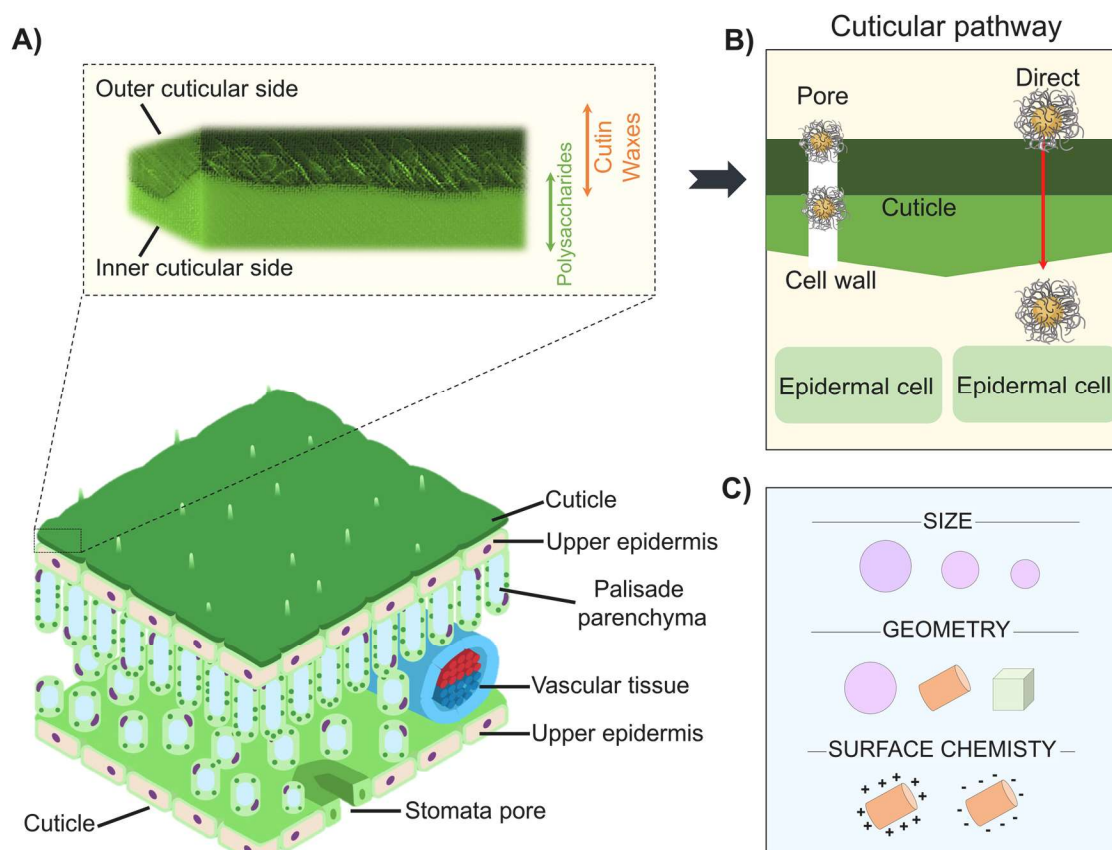 A)
Outer cuticular side
Cutin
Waxes
Polysaccharides
Inner cuticular side
Cuticle
Upper epidermis
Palisade
parenchyma
Vascular tissue
Upper epidermis
Stomata pore
Cuticle
B)
Cuticular pathway
Pore
Direct
Cuticle
Cell wall
Epidermal cell
Epidermal cell
C)
SIZE
GEOMETRY
SURFACE CHEMISTY
+ + + + + + + + + +
- - - - - - - - -